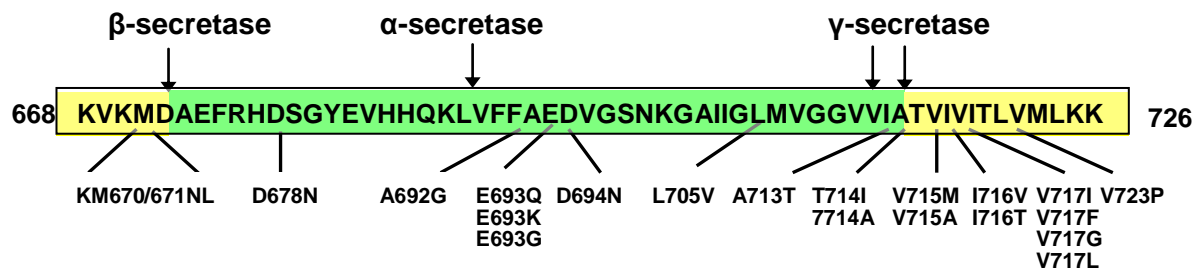 β-secretase α-secretase γ-secretase
668 KVKMDAEFRHDSGYEVHHQKLVFFAEDVGSNKGAIIGLMVGGVVIATVIVITLVMLKK 726
KM670/671NL D678N A692G E693Q D694N L705V A713T T714I V715M I716V V717I V723P
E693K 7714A V715A I716T V717F
E693G V717G
V717L